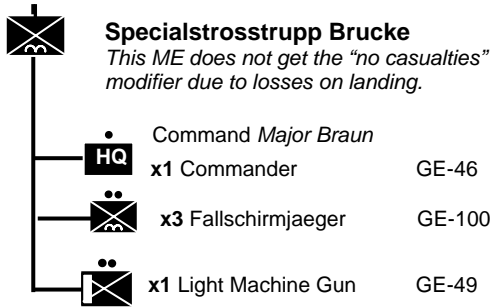 Specialstrosstrupp Brucke
This ME does not get the “no casualties”
modifier due to losses on landing.
HQ
Command Major Braun
x1 Commander GE-46
x3 Fallschirmjaeger GE-100
x1 Light Machine Gun GE-49